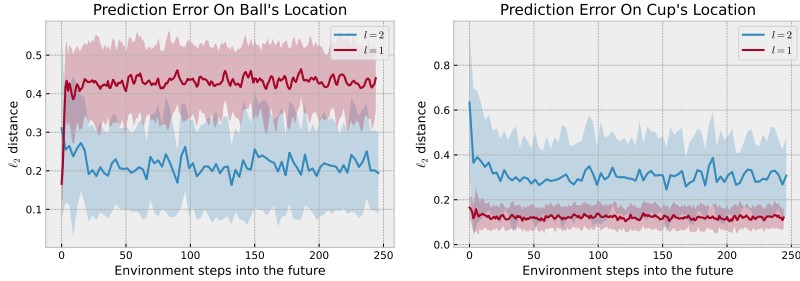 Prediction Error On Ball's Location
ℓ₂ distance
0.5
0.4
0.3
0.2
0.1
0
50
100
150
200
250
Environment steps into the future
l = 2
l = 1
Prediction Error On Cup's Location
ℓ₂ distance
0.8
0.6
0.4
0.2
0.0
0
50
100
150
200
250
Environment steps into the future
l = 2
l = 1